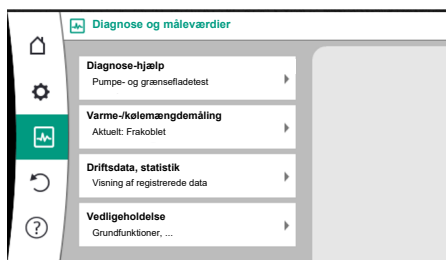 Diagnose og måleværdier
Diagnose-hjælp
Pumpe- og grænsefladetest
Varme-/kølemængdemåling
Aktuelt: Frakoblet
Driftsdata, statistik
Visning af registrerede data
Vedligeholdelse
Grundfunktioner, ...